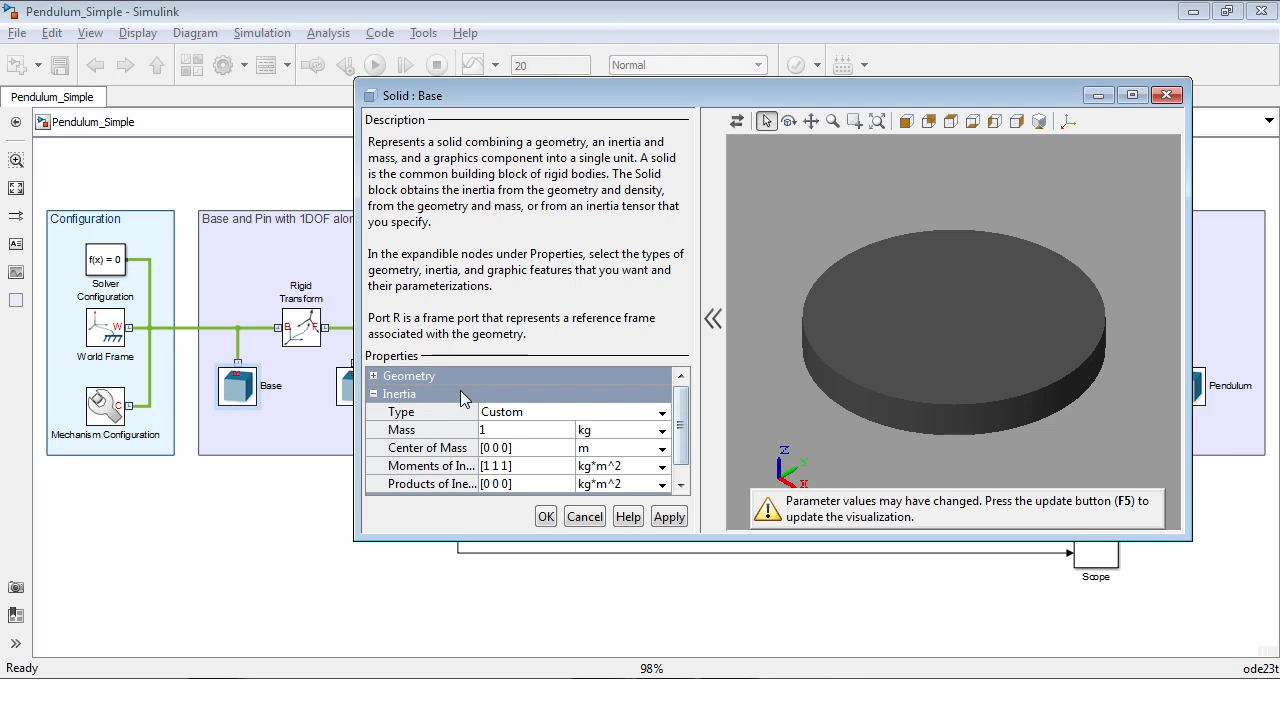 Pendulum_Simple - Simulink
File Edit View Display Diagram Simulation Analysis Code Tools Help
20 Normal
Pendulum_Simple
Pendulum_Simple
Configuration
f(x) = 0
Solver
Configuration
W
World Frame
C
Mechanism Configuration
Base and Pin with 1DOF alon
Rigid
Transform
B F
R
Base
Pendulum
Scope
Solid : Base
Description
Represents a solid combining a geometry, an inertia and
mass, and a graphics component into a single unit. A solid
is the common building block of rigid bodies. The Solid
block obtains the inertia from the geometry and density,
from the geometry and mass, or from an inertia tensor that
you specify.
In the expandible nodes under Properties, select the types of
geometry, inertia, and graphic features that you want and
their parameterizations.
Port R is a frame port that represents a reference frame
associated with the geometry.
Properties
Geometry
Inertia
Type Custom
Mass 1 kg
Center of Mass [0 0 0] m
Moments of In... [1 1 1] kg*m^2
Products of Ine... [0 0 0] kg*m^2
OK Cancel Help Apply
Z
Y
X
Parameter values may have changed. Press the update button (F5) to
update the visualization.
Ready 98% ode23t